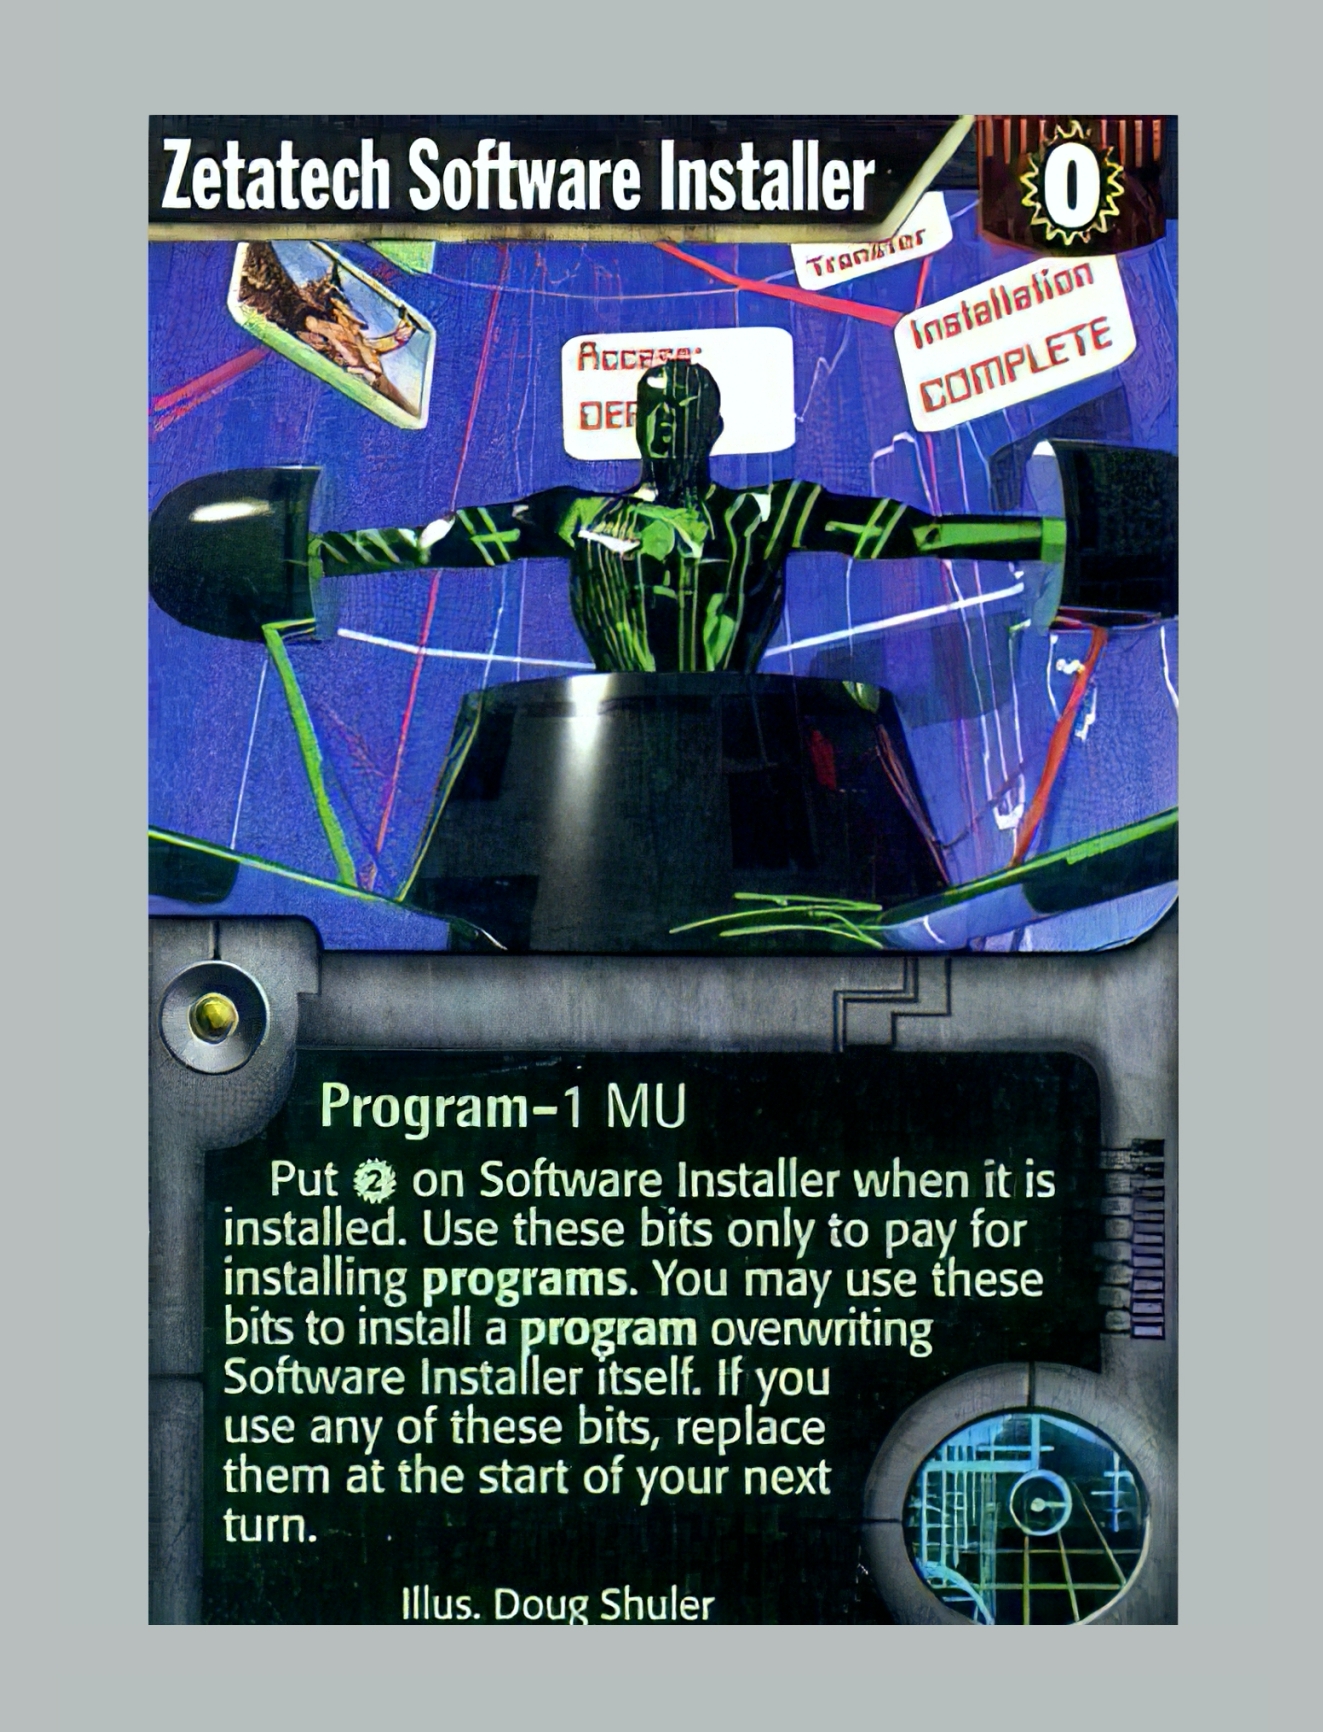 Zetatech Software Installer
0
Transfer
Installation
COMPLETE
Access:
Program–1 MU
Put 2 on Software Installer when it is
installed. Use these bits only to pay for
installing programs. You may use these
bits to install a program overwriting
Software Installer itself. If you
use any of these bits, replace
them at the start of your next
turn.
Illus. Doug Shuler